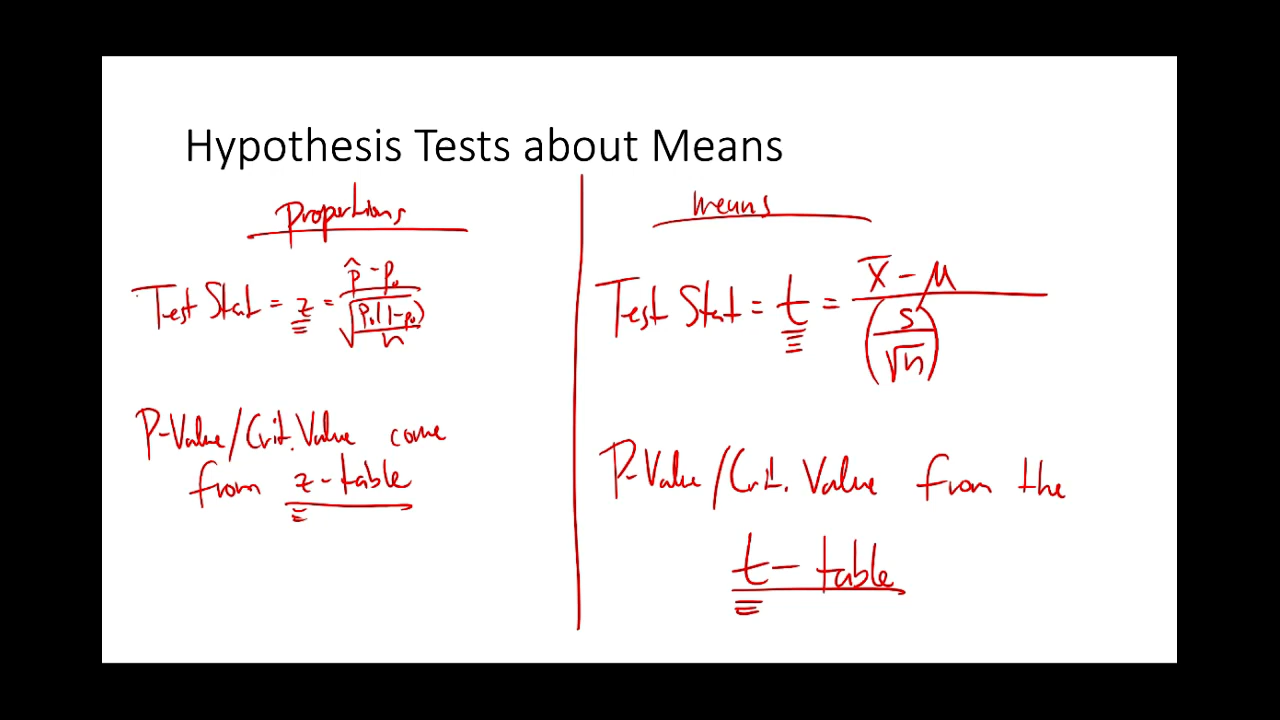 Hypothesis Tests about Means
Proportions
Test Stat = z = p̂ - p₀ / √(p₀(1-p₀)/n)
P-Value/Crit. Value come
from z-table
means
Test Stat = t = x̄ - μ / (s/√n)
P-Value/Crit. Value from the
t-table